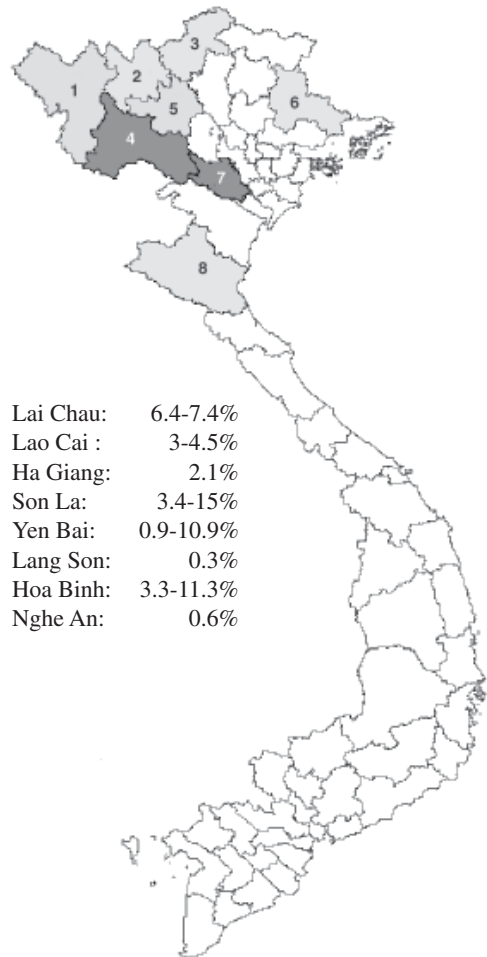 3
1
2
5
6
4
7
8
Lai Chau: 6.4-7.4%
Lao Cai : 3-4.5%
Ha Giang: 2.1%
Son La: 3.4-15%
Yen Bai: 0.9-10.9%
Lang Son: 0.3%
Hoa Binh: 3.3-11.3%
Nghe An: 0.6%